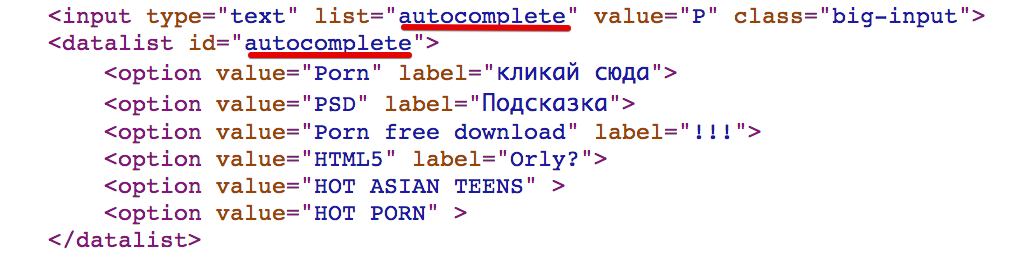 <input type="text" list="autocomplete" value="P" class="big-input">
<datalist id="autocomplete">
<option value="Porn" label="кликай сюда">
<option value="PSD" label="Подсказка">
<option value="Porn free download" label="!!!">
<option value="HTML5" label="Orly?">
<option value="HOT ASIAN TEENS" >
<option value="HOT PORN" >
</datalist>